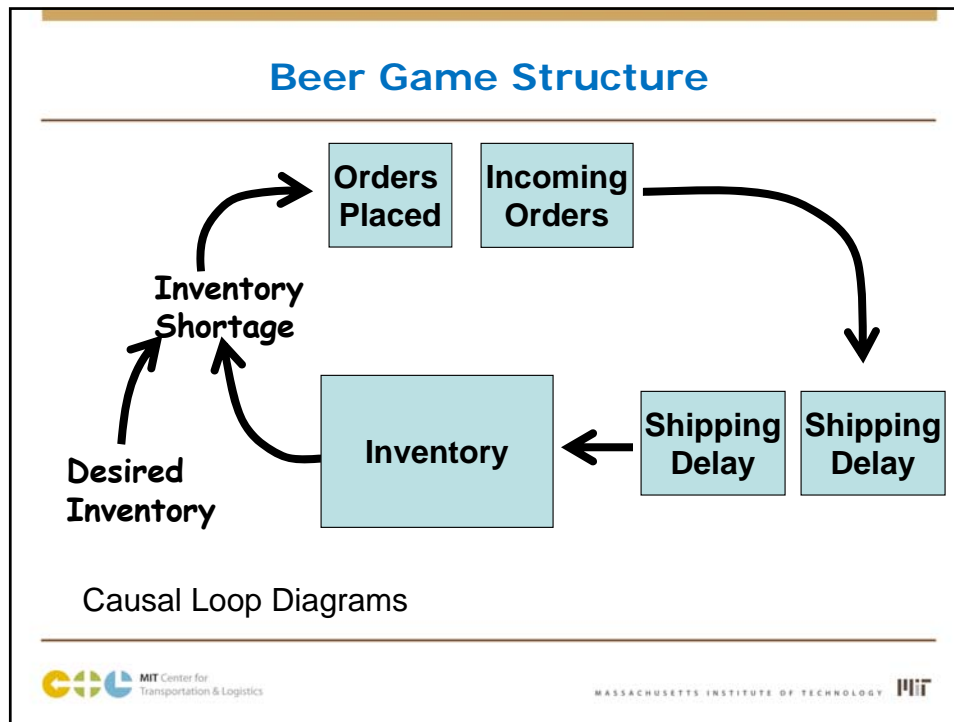 Beer Game Structure
Orders
Placed
Incoming
Orders
Inventory
Shortage
Desired
Inventory
Inventory
Shipping
Delay
Shipping
Delay
Causal Loop Diagrams
MIT Center for
Transportation & Logistics
MASSACHUSETTS INSTITUTE OF TECHNOLOGY MIT